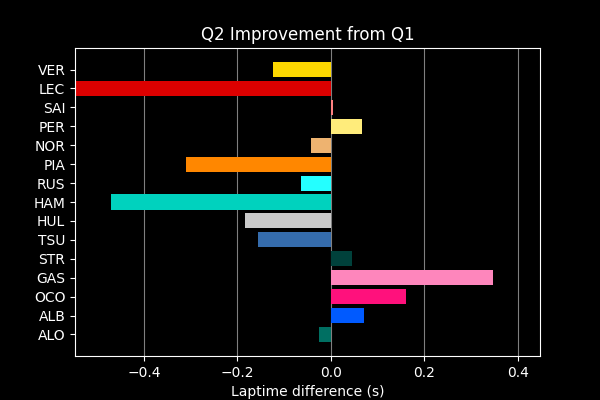 Q2 Improvement from Q1
VER
LEC
SAI
PER
NOR
PIA
RUS
HAM
HUL
TSU
STR
GAS
OCO
ALB
ALO
−0.4 −0.2 0.0 0.2 0.4
Laptime difference (s)